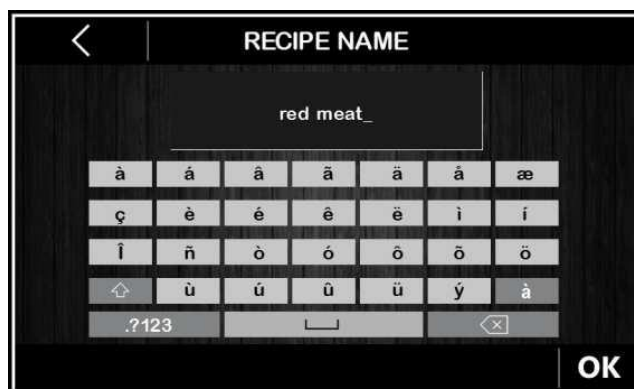 RECIPE NAME
red meat_
à á â ã ä å æ
ç è é ê ë ì í
Î ñ ò ó ô õ ö
ù ú û ü ý à
.?123
OK